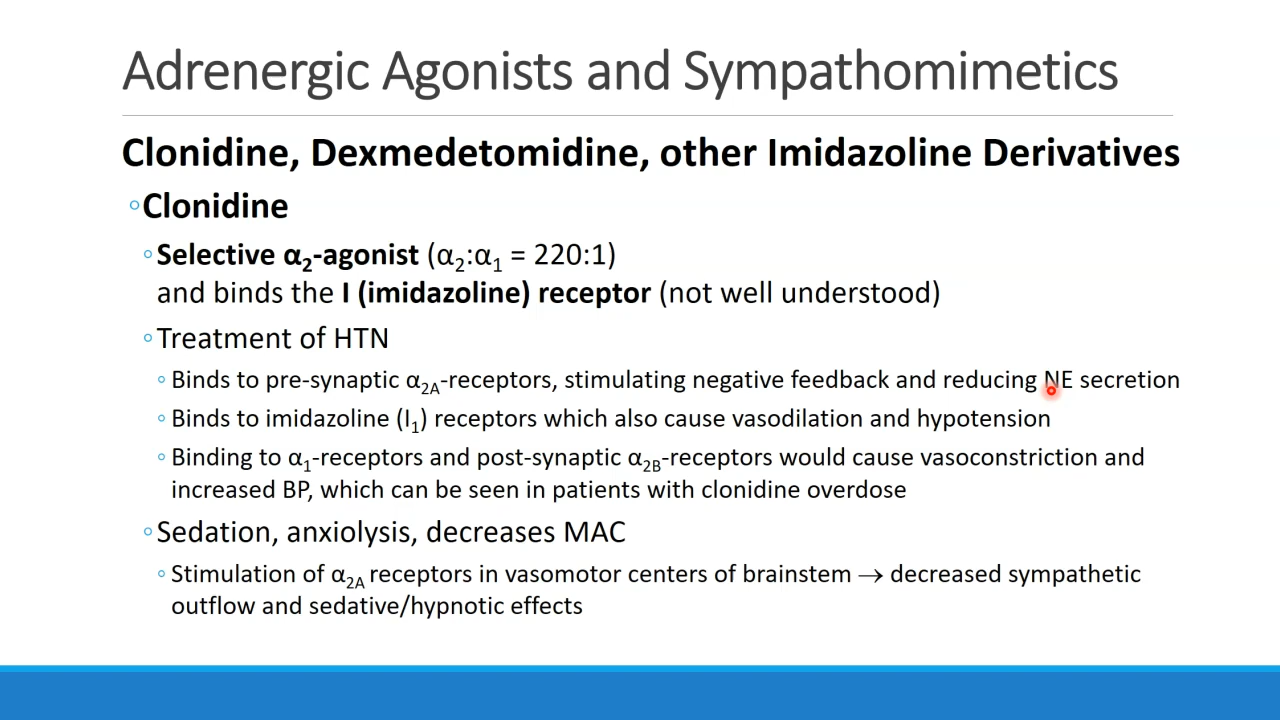 Adrenergic Agonists and Sympathomimetics
Clonidine, Dexmedetomidine, other Imidazoline Derivatives
◦Clonidine
◦Selective α₂-agonist (α₂:α₁ = 220:1)
and binds the I (imidazoline) receptor (not well understood)
◦Treatment of HTN
◦Binds to pre-synaptic α₂A-receptors, stimulating negative feedback and reducing NE secretion
◦Binds to imidazoline (I₁) receptors which also cause vasodilation and hypotension
◦Binding to α₁-receptors and post-synaptic α₂B-receptors would cause vasoconstriction and
increased BP, which can be seen in patients with clonidine overdose
◦Sedation, anxiolysis, decreases MAC
◦Stimulation of α₂A receptors in vasomotor centers of brainstem → decreased sympathetic
outflow and sedative/hypnotic effects